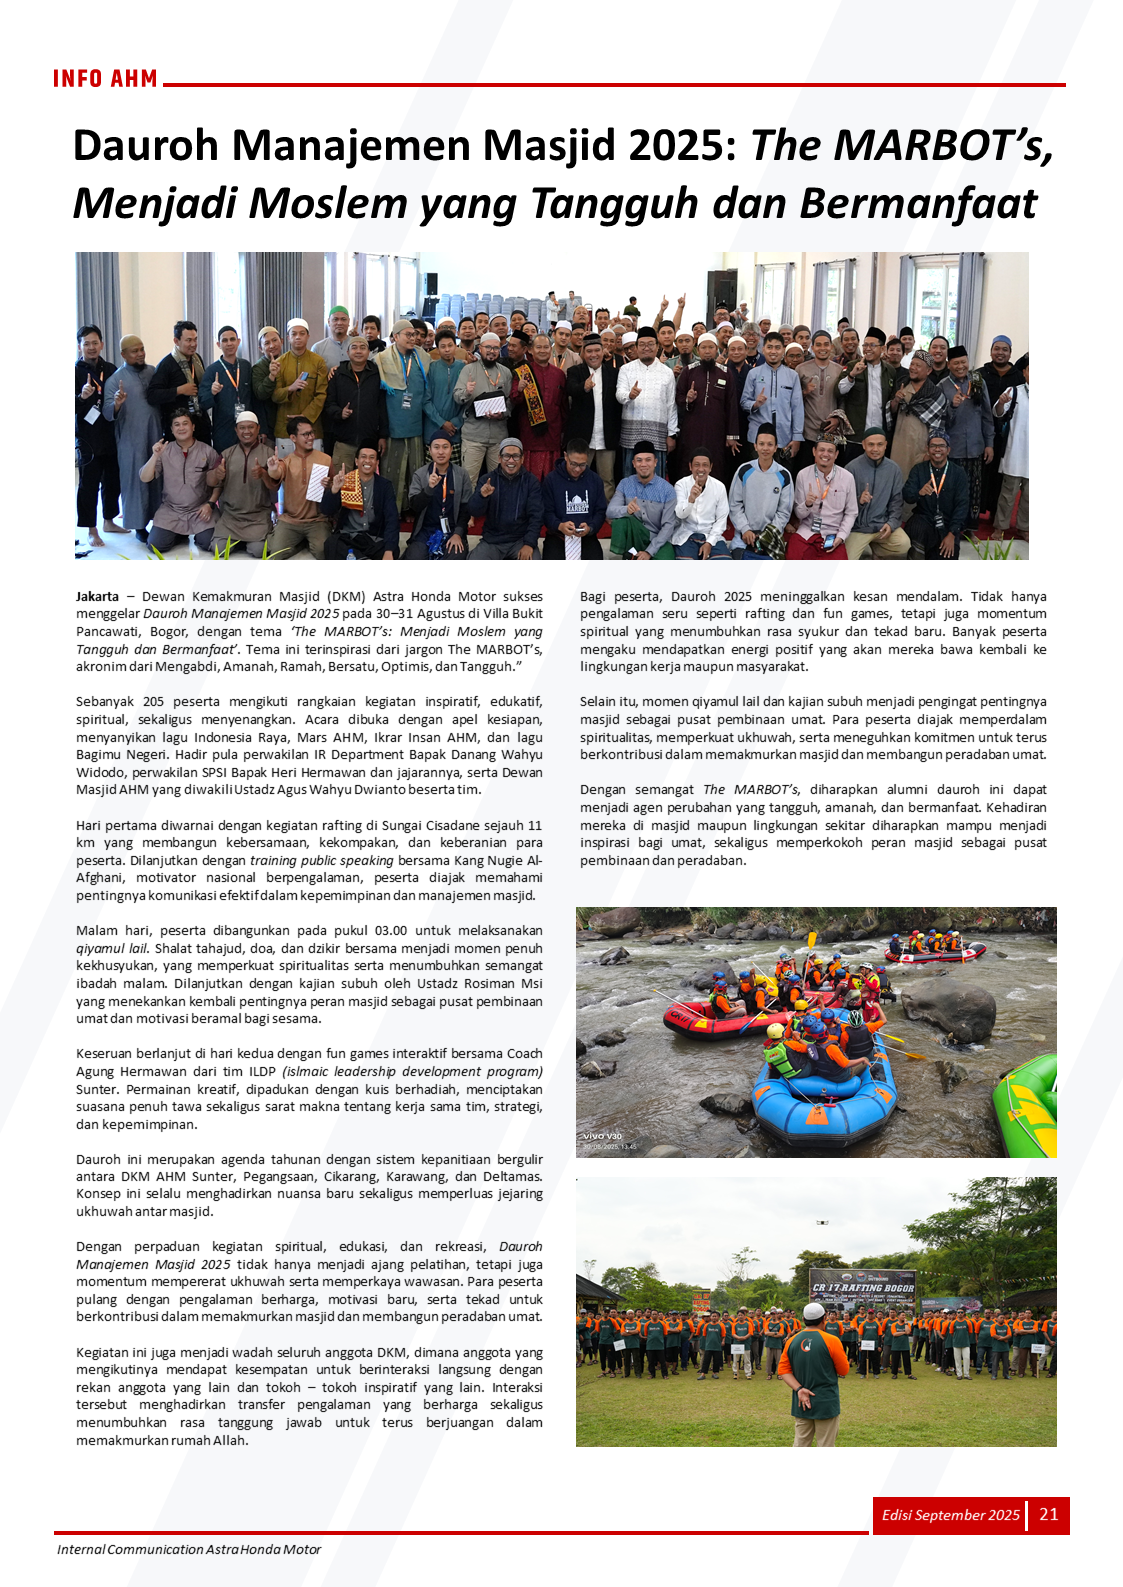 INFO AHM
Dauroh Manajemen Masjid 2025: The MARBOT's,
Menjadi Moslem yang Tangguh dan Bermanfaat
MARBOT
Jakarta – Dewan Kemakmuran Masjid (DKM) Astra Honda Motor sukses
menggelar Dauroh Manajemen Masjid 2025 pada 30–31 Agustus di Villa Bukit
Pancawati, Bogor, dengan tema ‘The MARBOT’s: Menjadi Moslem yang
Tangguh dan Bermanfaat’. Tema ini terinspirasi dari jargon The MARBOT’s,
akronim dari Mengabdi, Amanah, Ramah, Bersatu, Optimis, dan Tangguh.”
Sebanyak 205 peserta mengikuti rangkaian kegiatan inspiratif, edukatif,
spiritual, sekaligus menyenangkan. Acara dibuka dengan apel kesiapan,
menyanyikan lagu Indonesia Raya, Mars AHM, Ikrar Insan AHM, dan lagu
Bagimu Negeri. Hadir pula perwakilan IR Department Bapak Danang Wahyu
Widodo, perwakilan SPSI Bapak Heri Hermawan dan jajarannya, serta Dewan
Masjid AHM yang diwakili Ustadz Agus Wahyu Dwianto beserta tim.
Hari pertama diwarnai dengan kegiatan rafting di Sungai Cisadane sejauh 11
km yang membangun kebersamaan, kekompakan, dan keberanian para
peserta. Dilanjutkan dengan training public speaking bersama Kang Nugie Al-
Afghani, motivator nasional berpengalaman, peserta diajak memahami
pentingnya komunikasi efektif dalam kepemimpinan dan manajemen masjid.
Malam hari, peserta dibangunkan pada pukul 03.00 untuk melaksanakan
qiyamul lail. Shalat tahajud, doa, dan dzikir bersama menjadi momen penuh
kekhusyukan, yang memperkuat spiritualitas serta menumbuhkan semangat
ibadah malam. Dilanjutkan dengan kajian subuh oleh Ustadz Rosiman Msi
yang menekankan kembali pentingnya peran masjid sebagai pusat pembinaan
umat dan motivasi beramal bagi sesama.
Keseruan berlanjut di hari kedua dengan fun games interaktif bersama Coach
Agung Hermawan dari tim ILDP (islmaic leadership development program)
Sunter. Permainan kreatif, dipadukan dengan kuis berhadiah, menciptakan
suasana penuh tawa sekaligus sarat makna tentang kerja sama tim, strategi,
dan kepemimpinan.
Dauroh ini merupakan agenda tahunan dengan sistem kepanitiaan bergulir
antara DKM AHM Sunter, Pegangsaan, Cikarang, Karawang, dan Deltamas.
Konsep ini selalu menghadirkan nuansa baru sekaligus memperluas jejaring
ukhuwah antar masjid.
Dengan perpaduan kegiatan spiritual, edukasi, dan rekreasi, Dauroh
Manajemen Masjid 2025 tidak hanya menjadi ajang pelatihan, tetapi juga
momentum mempererat ukhuwah serta memperkaya wawasan. Para peserta
pulang dengan pengalaman berharga, motivasi baru, serta tekad untuk
berkontribusi dalam memakmurkan masjid dan membangun peradaban umat.
Kegiatan ini juga menjadi wadah seluruh anggota DKM, dimana anggota yang
mengikutinya mendapat kesempatan untuk berinteraksi langsung dengan
rekan anggota yang lain dan tokoh – tokoh inspiratif yang lain. Interaksi
tersebut menghadirkan transfer pengalaman yang berharga sekaligus
menumbuhkan rasa tanggung jawab untuk terus berjuangan dalam
memakmurkan rumah Allah.
Bagi peserta, Dauroh 2025 meninggalkan kesan mendalam. Tidak hanya
pengalaman seru seperti rafting dan fun games, tetapi juga momentum
spiritual yang menumbuhkan rasa syukur dan tekad baru. Banyak peserta
mengaku mendapatkan energi positif yang akan mereka bawa kembali ke
lingkungan kerja maupun masyarakat.
Selain itu, momen qiyamul lail dan kajian subuh menjadi pengingat pentingnya
masjid sebagai pusat pembinaan umat. Para peserta diajak memperdalam
spiritualitas, memperkuat ukhuwah, serta meneguhkan komitmen untuk terus
berkontribusi dalam memakmurkan masjid dan membangun peradaban umat.
Dengan semangat The MARBOT’s, diharapkan alumni dauroh ini dapat
menjadi agen perubahan yang tangguh, amanah, dan bermanfaat. Kehadiran
mereka di masjid maupun lingkungan sekitar diharapkan mampu menjadi
inspirasi bagi umat, sekaligus memperkokoh peran masjid sebagai pusat
pembinaan dan peradaban.
vivo V30
30/08/2025, 13.45
CR 17 RAFTING BOGOR
Edisi September 2025 21
Internal Communication Astra Honda Motor